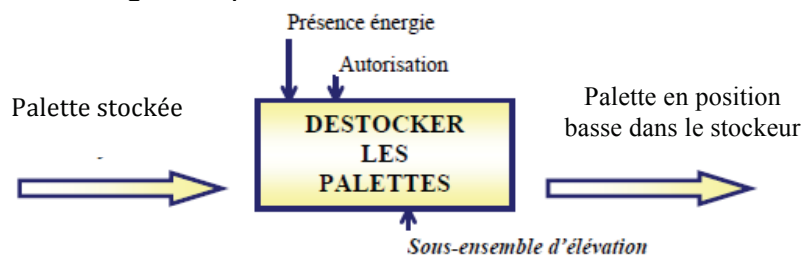 Présence énergie
Autorisation
Palette stockée
DESTOCKER
LES
PALETTES
Palette en position
basse dans le stockeur
Sous-ensemble d'élévation